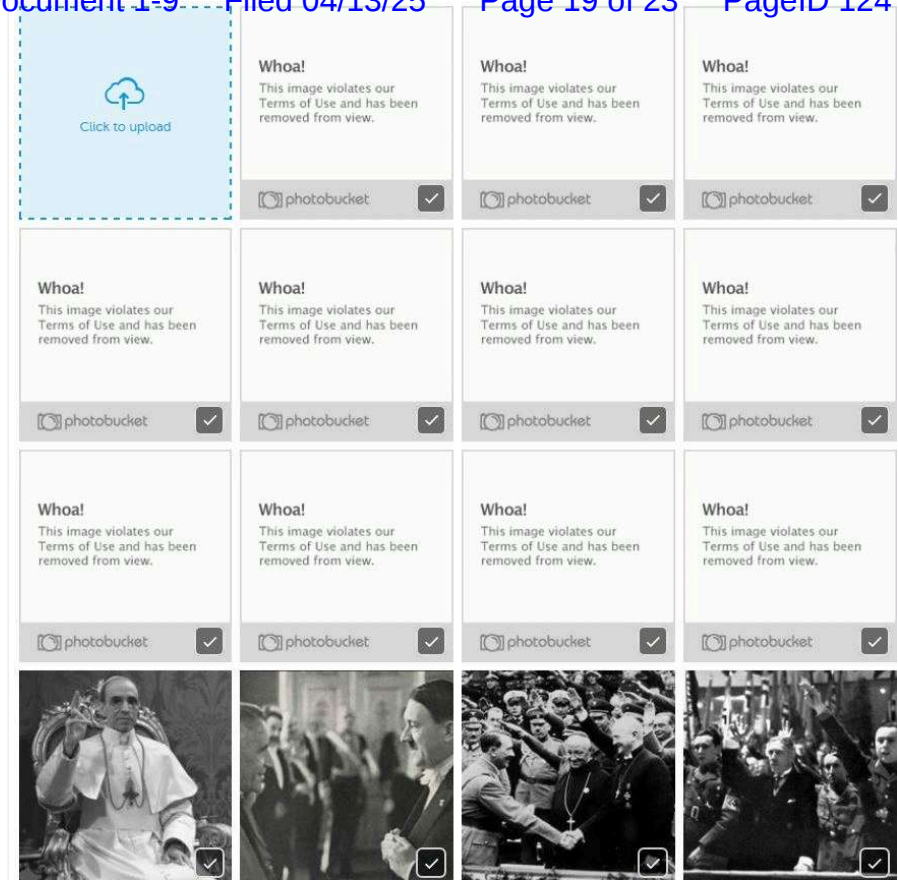 ocument 1-9 Filed 04/13/25 Page 19 of 23 PageID 124
Click to upload
Whoa!
This image violates our
Terms of Use and has been
removed from view.
photobucket
Whoa!
This image violates our
Terms of Use and has been
removed from view.
photobucket
Whoa!
This image violates our
Terms of Use and has been
removed from view.
photobucket
Whoa!
This image violates our
Terms of Use and has been
removed from view.
photobucket
Whoa!
This image violates our
Terms of Use and has been
removed from view.
photobucket
Whoa!
This image violates our
Terms of Use and has been
removed from view.
photobucket
Whoa!
This image violates our
Terms of Use and has been
removed from view.
photobucket
Whoa!
This image violates our
Terms of Use and has been
removed from view.
photobucket
Whoa!
This image violates our
Terms of Use and has been
removed from view.
photobucket
Whoa!
This image violates our
Terms of Use and has been
removed from view.
photobucket
Whoa!
This image violates our
Terms of Use and has been
removed from view.
photobucket